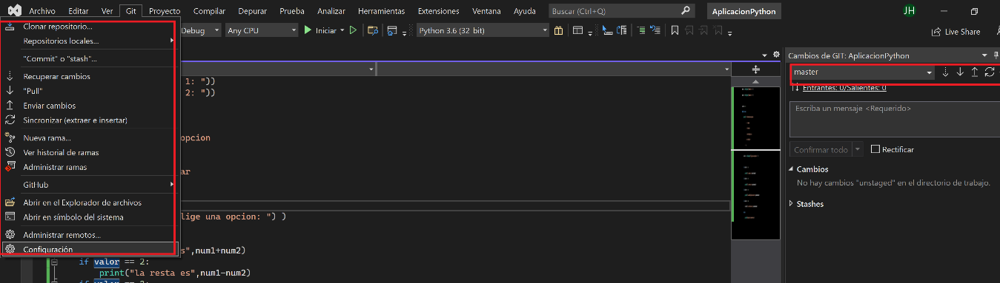 Archivo Editar Ver Git Proyecto Compilar Depurar Prueba Analizar Herramientas Extensiones Ventana Ayuda Buscar (Ctrl+Q) AplicacionPython JH
Clonar repositorio...
Repositorios locales...
"Commit" o "stash"...
Recuperar cambios
"Pull"
Enviar cambios
Sincronizar (extraer e insertar)
Nueva rama...
Ver historial de ramas
Administrar ramas
GitHub
Abrir en el Explorador de archivos
Abrir en símbolo del sistema
Administrar remotos...
Configuración
Debug Any CPU Iniciar Python 3.6 (32 bit) Live Share
1: "))
2: "))
opcion
ar
lige una opcion: ") )
s",num1+num2)
if valor == 2:
print("la resta es",num1-num2)
Cambios de GIT: AplicacionPython
master
Entrantes: 0/Salientes: 0
Escriba un mensaje <Requerido>
Confirmar todo Rectificar
Cambios
No hay cambios "unstaged" en el directorio de trabajo.
Stashes